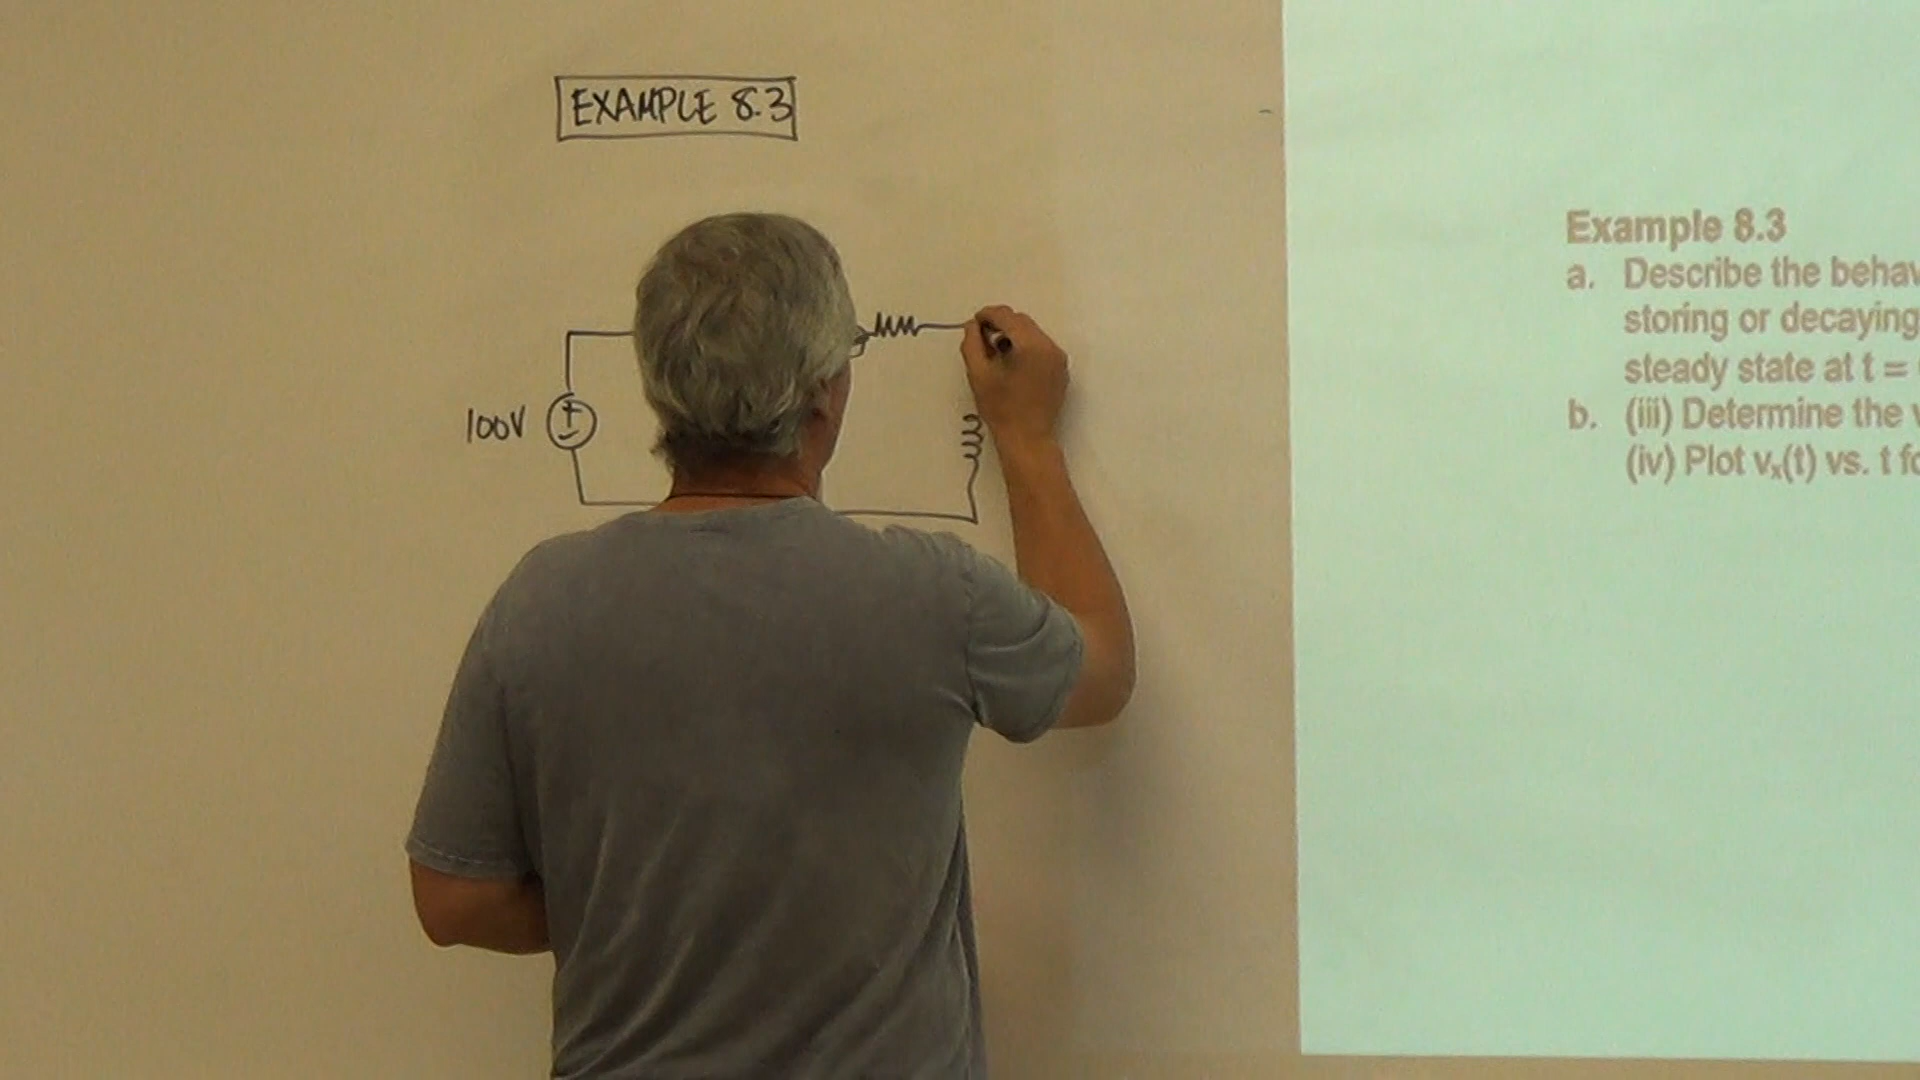 EXAMPLE 8.3
100V
+
-
Example 8.3
a. Describe the behav
storing or decaying
steady state at t =
b. (iii) Determine the
(iv) Plot vₓ(t) vs. t fo